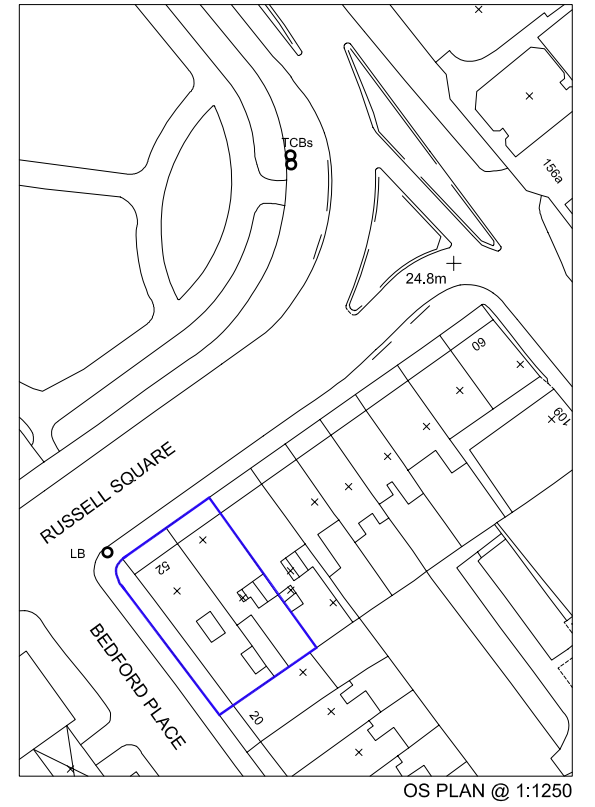 TCBs
156a
24.8m
60
109
RUSSELL SQUARE
LB
52
BEDFORD PLACE
20
OS PLAN @ 1:1250